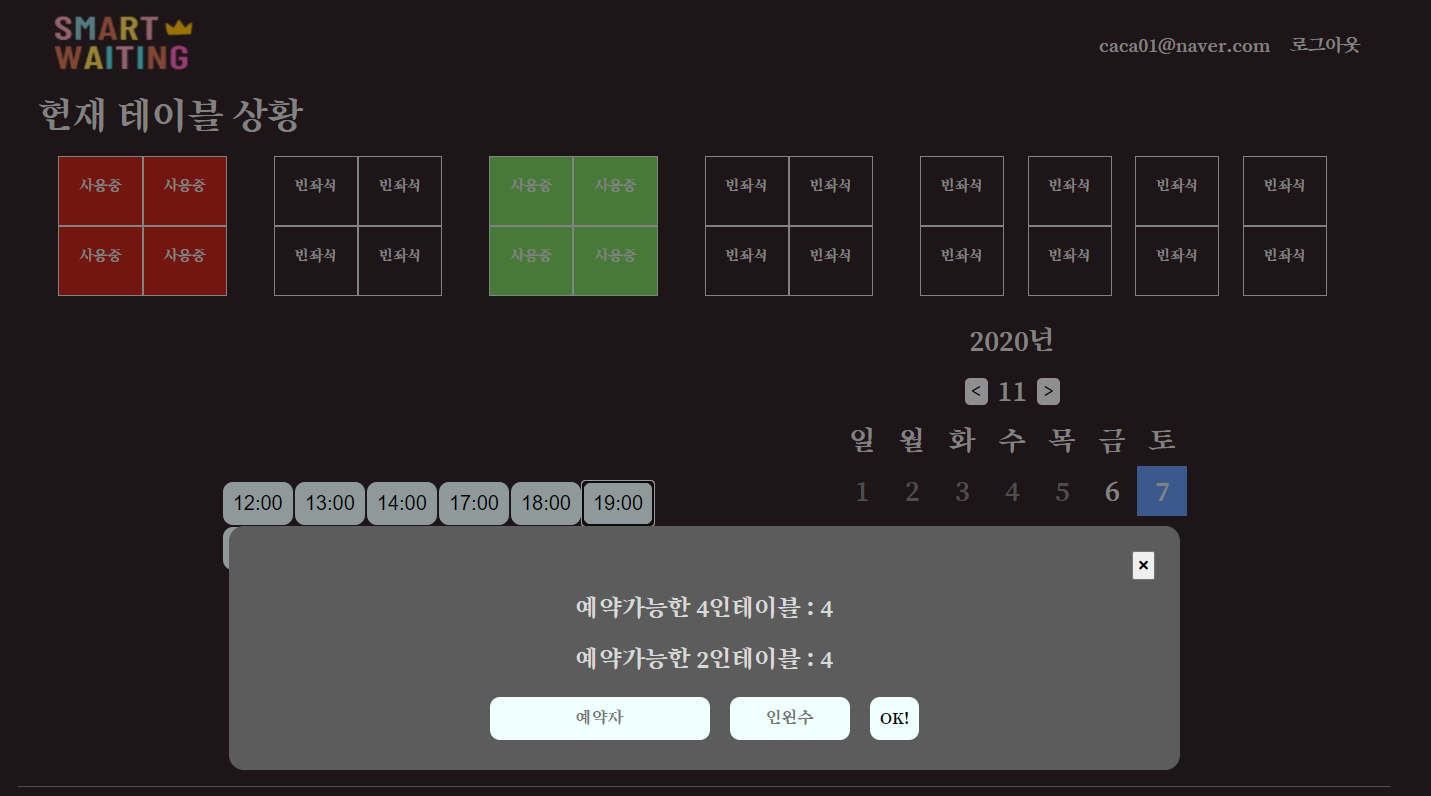 SMART
WAITING
caca01@naver.com 로그아웃
현재 테이블 상황
사용중 사용중 빈좌석 빈좌석 사용중 사용중 빈좌석 빈좌석 빈좌석 빈좌석 빈좌석 빈좌석
사용중 사용중 빈좌석 빈좌석 사용중 사용중 빈좌석 빈좌석 빈좌석 빈좌석 빈좌석 빈좌석
2020년
< 11 >
일 월 화 수 목 금 토
1 2 3 4 5 6 7
12:00 13:00 14:00 17:00 18:00 19:00
×
예약가능한 4인테이블 : 4
예약가능한 2인테이블 : 4
예약자 인원수 OK!